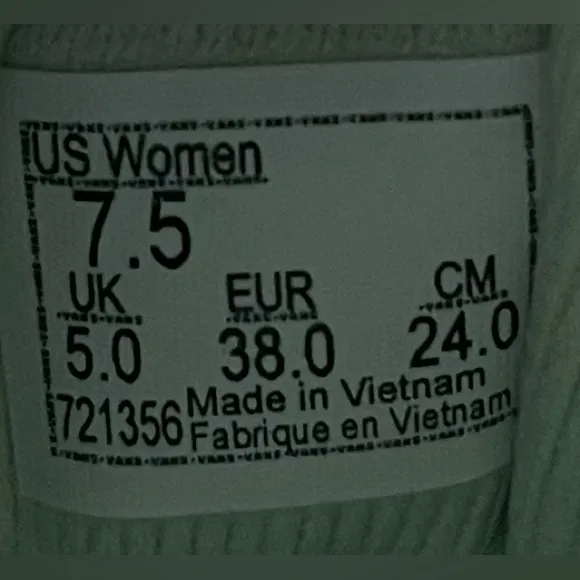 US Women
7.5
UK EUR CM.
5.0 38.0 24.0
721356 Made in Vietnam
Fabrique en Vietnam